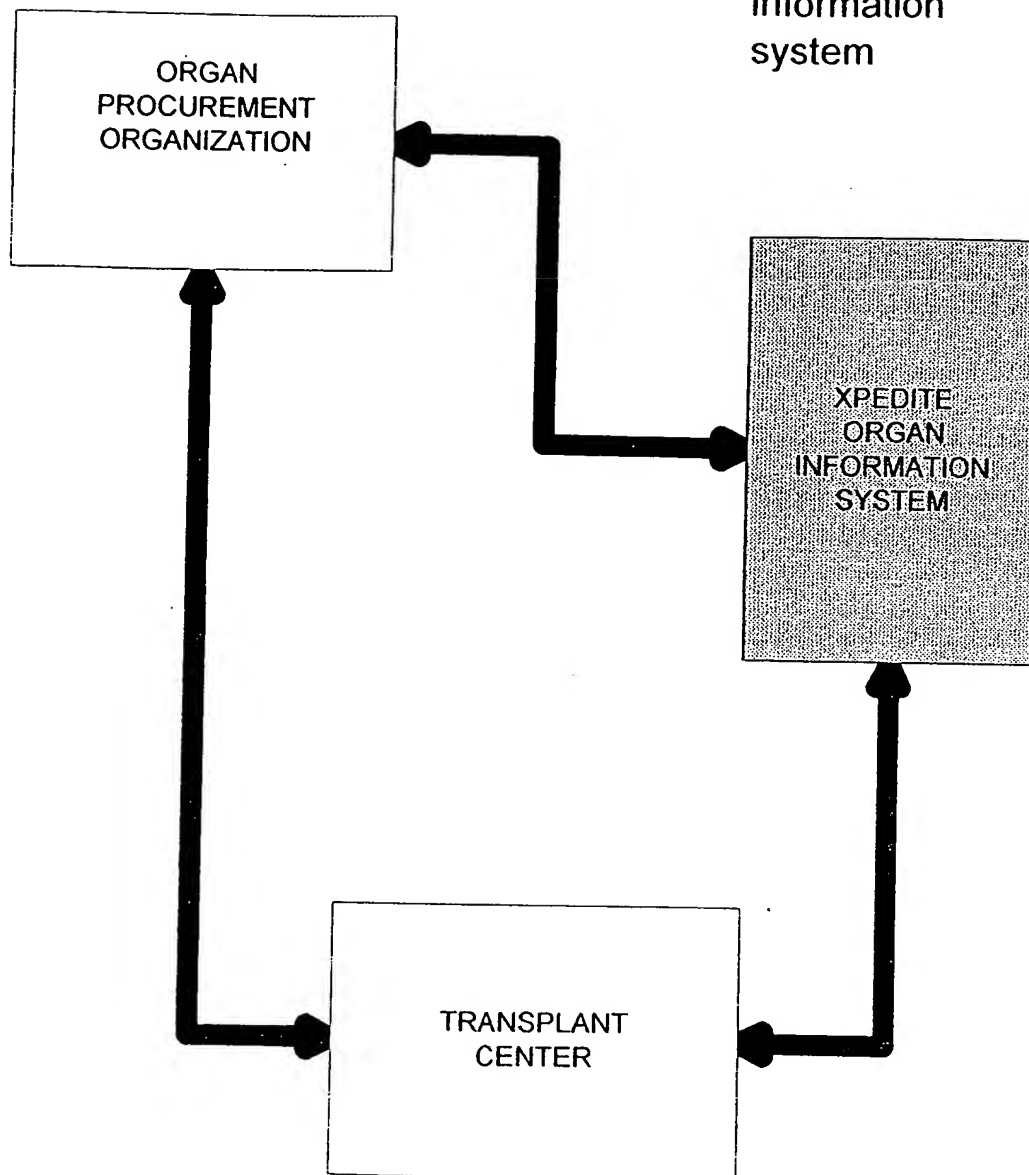 information
system
ORGAN
PROCUREMENT
ORGANIZATION
XPEDITE
ORGAN
INFORMATION
SYSTEM
TRANSPLANT
CENTER